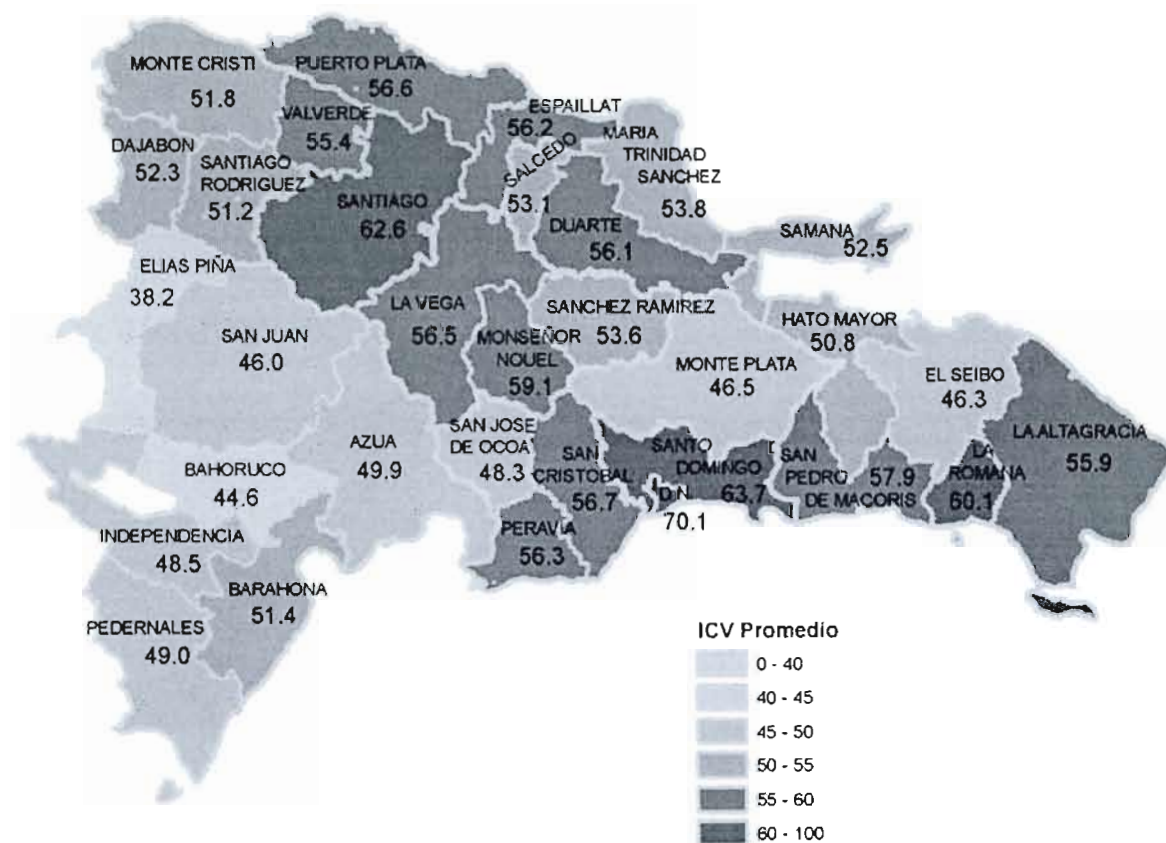 MONTE CRISTI
51.8
PUERTO PLATA
56.6
VALVERDE
55.4
ESPAILLAT
56.2
MARIA
TRINIDAD
SANCHEZ
53.8
DAJABON
52.3
SANTIAGO
RODRIGUEZ
51.2
SALCEDO
53.1
SANTIAGO
62.6
DUARTE
56.1
SAMANA
52.5
ELIAS PIÑA
38.2
LA VEGA
56.5
SANCHEZ RAMIREZ
53.6
HATO MAYOR
50.8
SAN JUAN
46.0
MONSEÑOR
NOUEL
59.1
MONTE PLATA
46.5
EL SEIBO
46.3
AZUA
49.9
SAN JOSE
DE OCOA
48.3
SAN
CRISTOBAL
56.7
SANTO
DOMINGO
63.7
D
SAN
PEDRO
DE MACORIS
57.9
LA
ROMANA
60.1
LA ALTAGRACIA
55.9
BAHORUCO
44.6
D.N.
70.1
PERAVIA
56.3
INDEPENDENCIA
48.5
BARAHONA
51.4
PEDERNALES
49.0
ICV Promedio
0 - 40
40 - 45
45 - 50
50 - 55
55 - 60
60 - 100